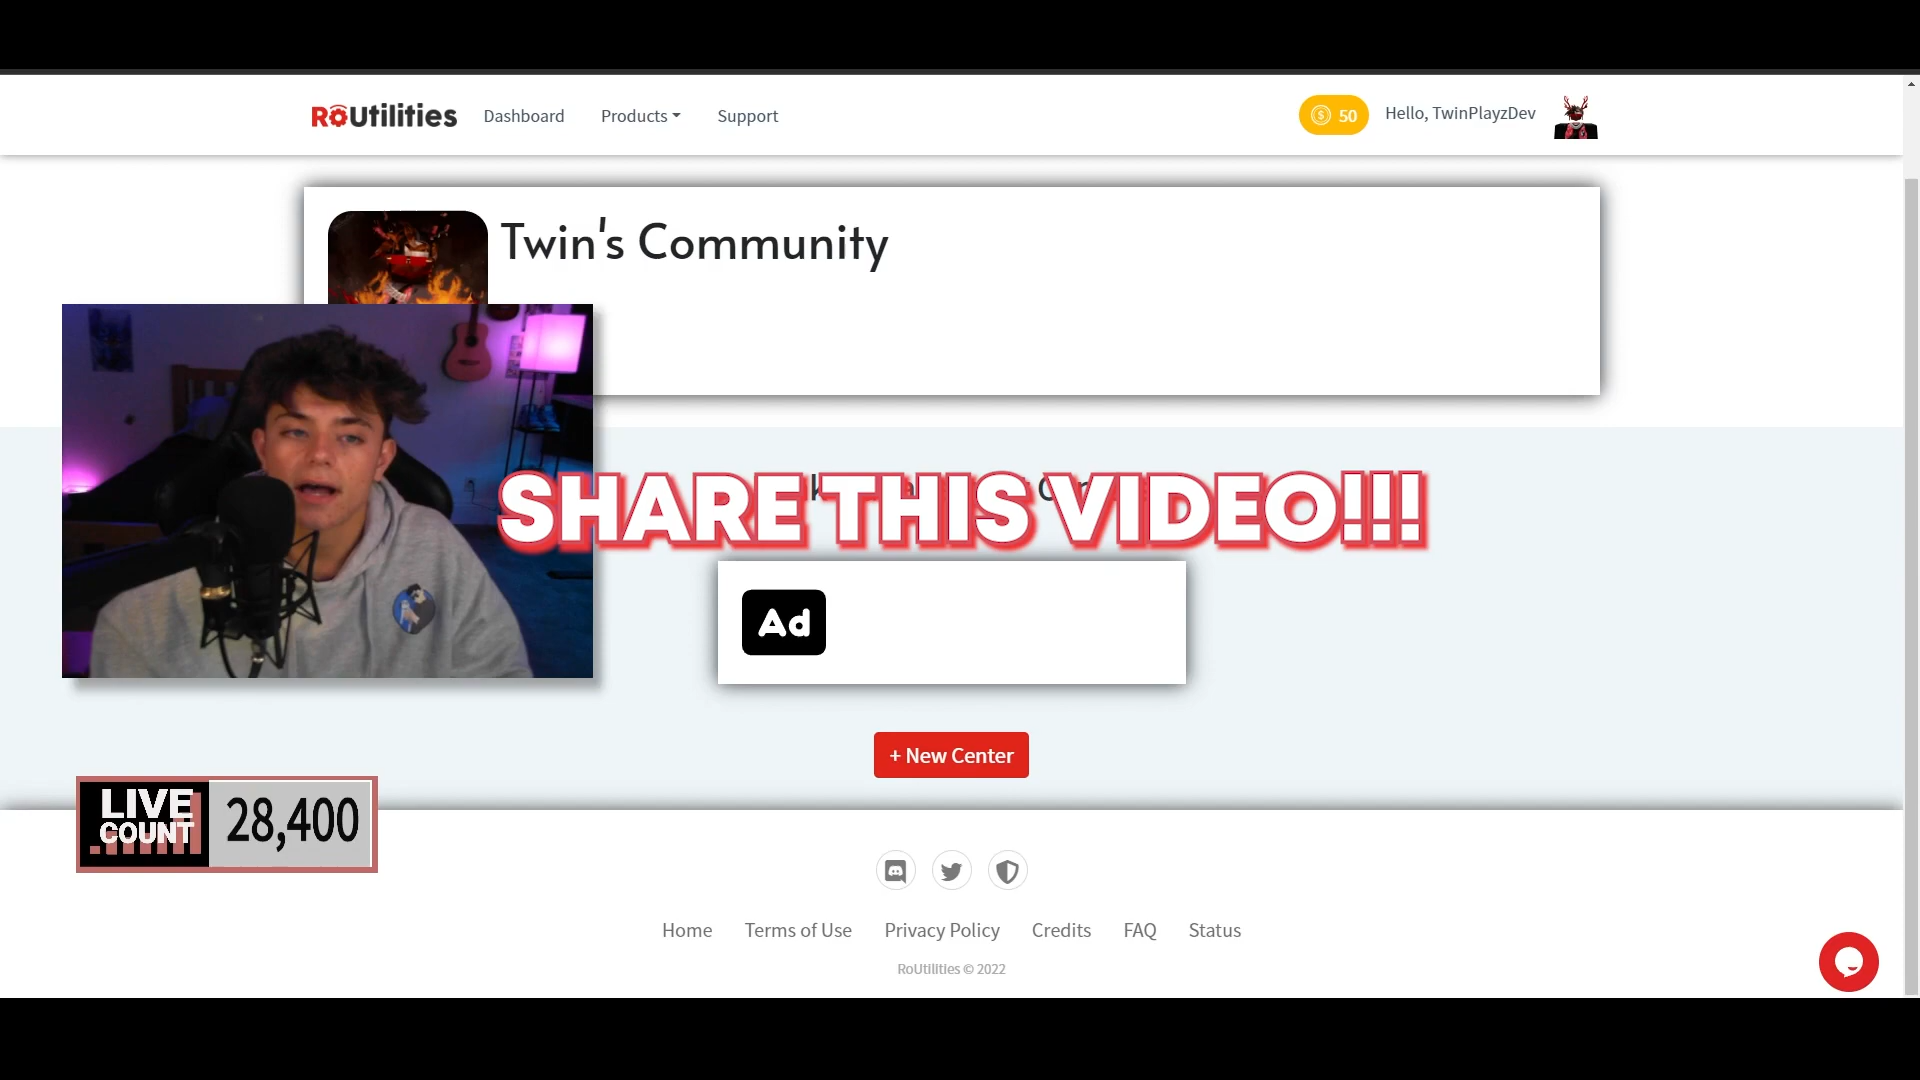 RoUtilities Dashboard Products Support 50 Hello, TwinPlayzDev
Twin's Community
SHARE THIS VIDEO!!!
Ad
+ New Center
LIVE COUNT 28,400
Home Terms of Use Privacy Policy Credits FAQ Status
RoUtilities © 2022